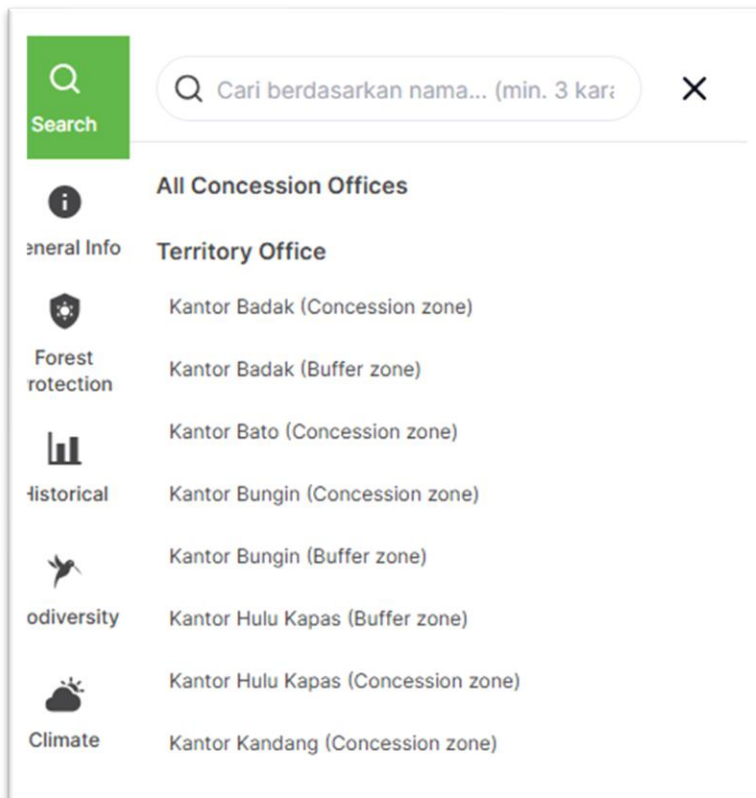 Search
eneral Info
Forest
rotection
Historical
odiversity
Climate
Cari berdasarkan nama... (min. 3 kara
All Concession Offices
Territory Office
Kantor Badak (Concession zone)
Kantor Badak (Buffer zone)
Kantor Bato (Concession zone)
Kantor Bungin (Concession zone)
Kantor Bungin (Buffer zone)
Kantor Hulu Kapas (Buffer zone)
Kantor Hulu Kapas (Concession zone)
Kantor Kandang (Concession zone)